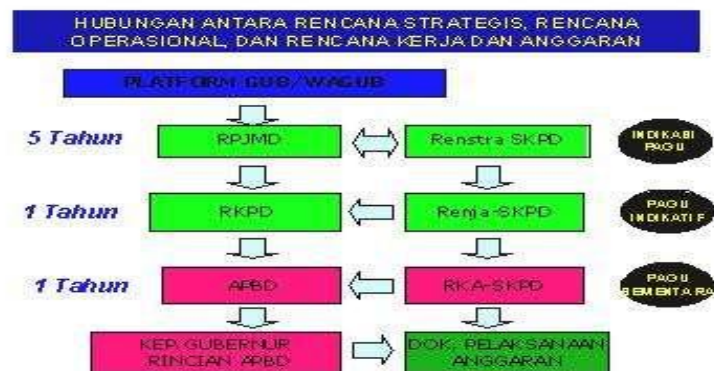 HUBUNGAN ANTARA RENCANA STRATEGIS, RENCANA
OPERASIONAL, DAN RENCANA KERJA DAN ANGGARAN
PLATFORM GUB/WAGUB
5 Tahun
RPJMD
Renstra SKPD
INDIKASI
PAGU
1 Tahun
RKPD
Renja-SKPD
PAGU
INDIKATIF
1 Tahun
APBD
RKA-SKPD
PAGU
SEMENTARA
KEP. GUBERNUR
RINCIAN APBD
DOK. PELAKSANAAN
ANGGARAN